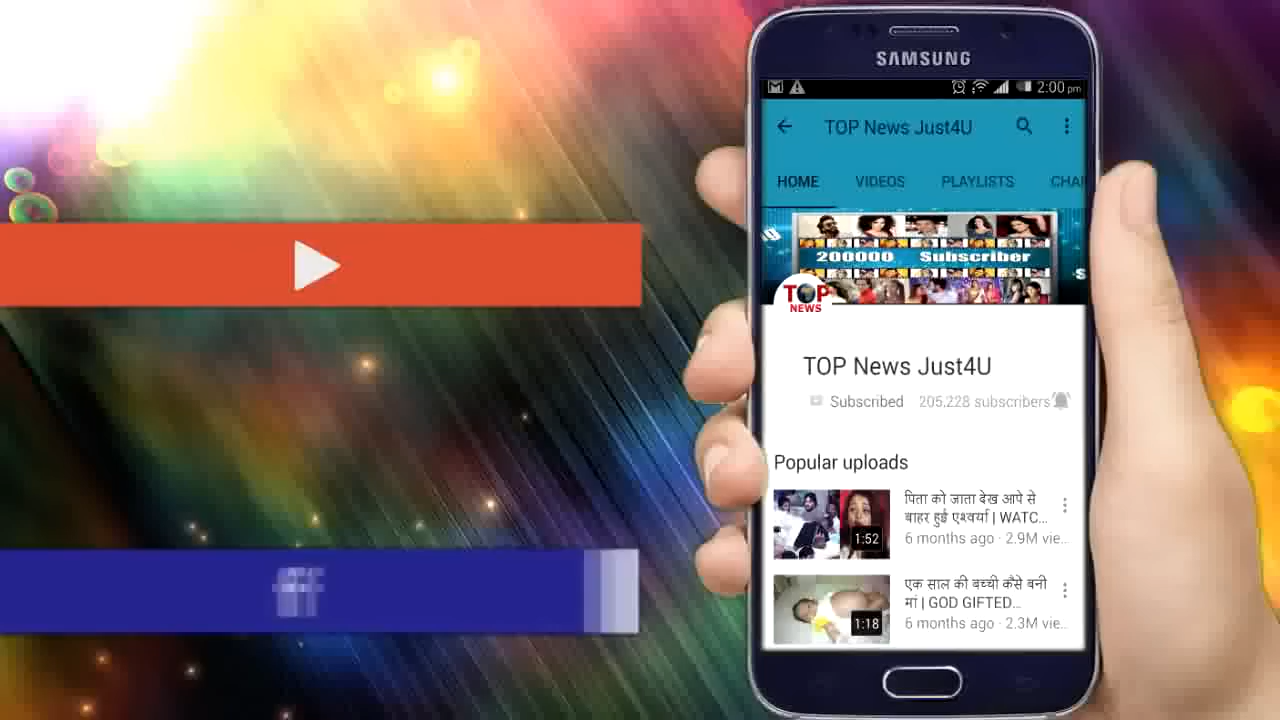 SAMSUNG
2:00 pm
TOP News Just4U
HOME VIDEOS PLAYLISTS CHA
200000 Subscriber
TOP
NEWS
TOP News Just4U
Subscribed 205,228 subscribers
Popular uploads
पिता को जाता देख आपे से
बाहर हुई एश्वर्या | WATC...
6 months ago · 2.9M vie..
1:52
एक साल की बच्ची कैसे बनी
मां | GOD GIFTED...
6 months ago · 2.3M vie..
1:18